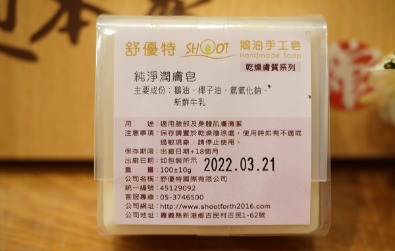 舒優特 SHOOT 鵝油手工皂
Handmade Soap
乾燥膚質系列
純淨潤膚皂
主要成份：鵝油、椰子油、氫氧化鈉、
新鮮牛乳
用　　途：適用臉部及身體肌膚清潔
注意事項：保存請置於乾燥陰涼處，使用時如有不適或
過敏現象，請停止使用。
保存期限：出廠日期+18個月
出廠日期：如包裝所示
2022.03.21
重　　量：100±10g
公司名稱：舒優特國際有限公司
統一編號：45129092
客服專線：05-3746500
公司網址：http://www.shootforth2016.com
公司地址：嘉義縣新港鄉古民村古民1-62號